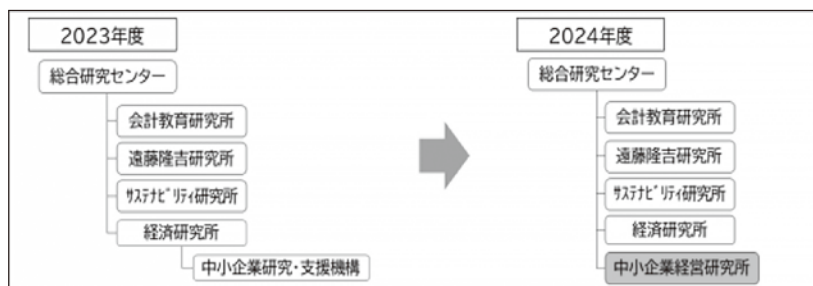 2023年度
総合研究センター
会計教育研究所
遠藤隆吉研究所
ｻｽﾃﾅﾋﾞﾘﾃｨ研究所
経済研究所
中小企業研究・支援機構
2024年度
総合研究センター
会計教育研究所
遠藤隆吉研究所
ｻｽﾃﾅﾋﾞﾘﾃｨ研究所
経済研究所
中小企業経営研究所